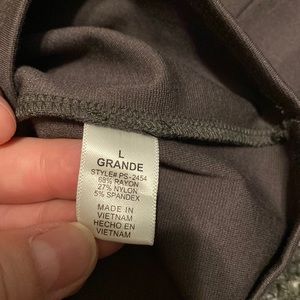 L
GRANDE
STYLE# PS-2454
68% RAYON
27% NYLON
5% SPANDEX
MADE IN
VIETNAM
HECHO EN
VIETNAM